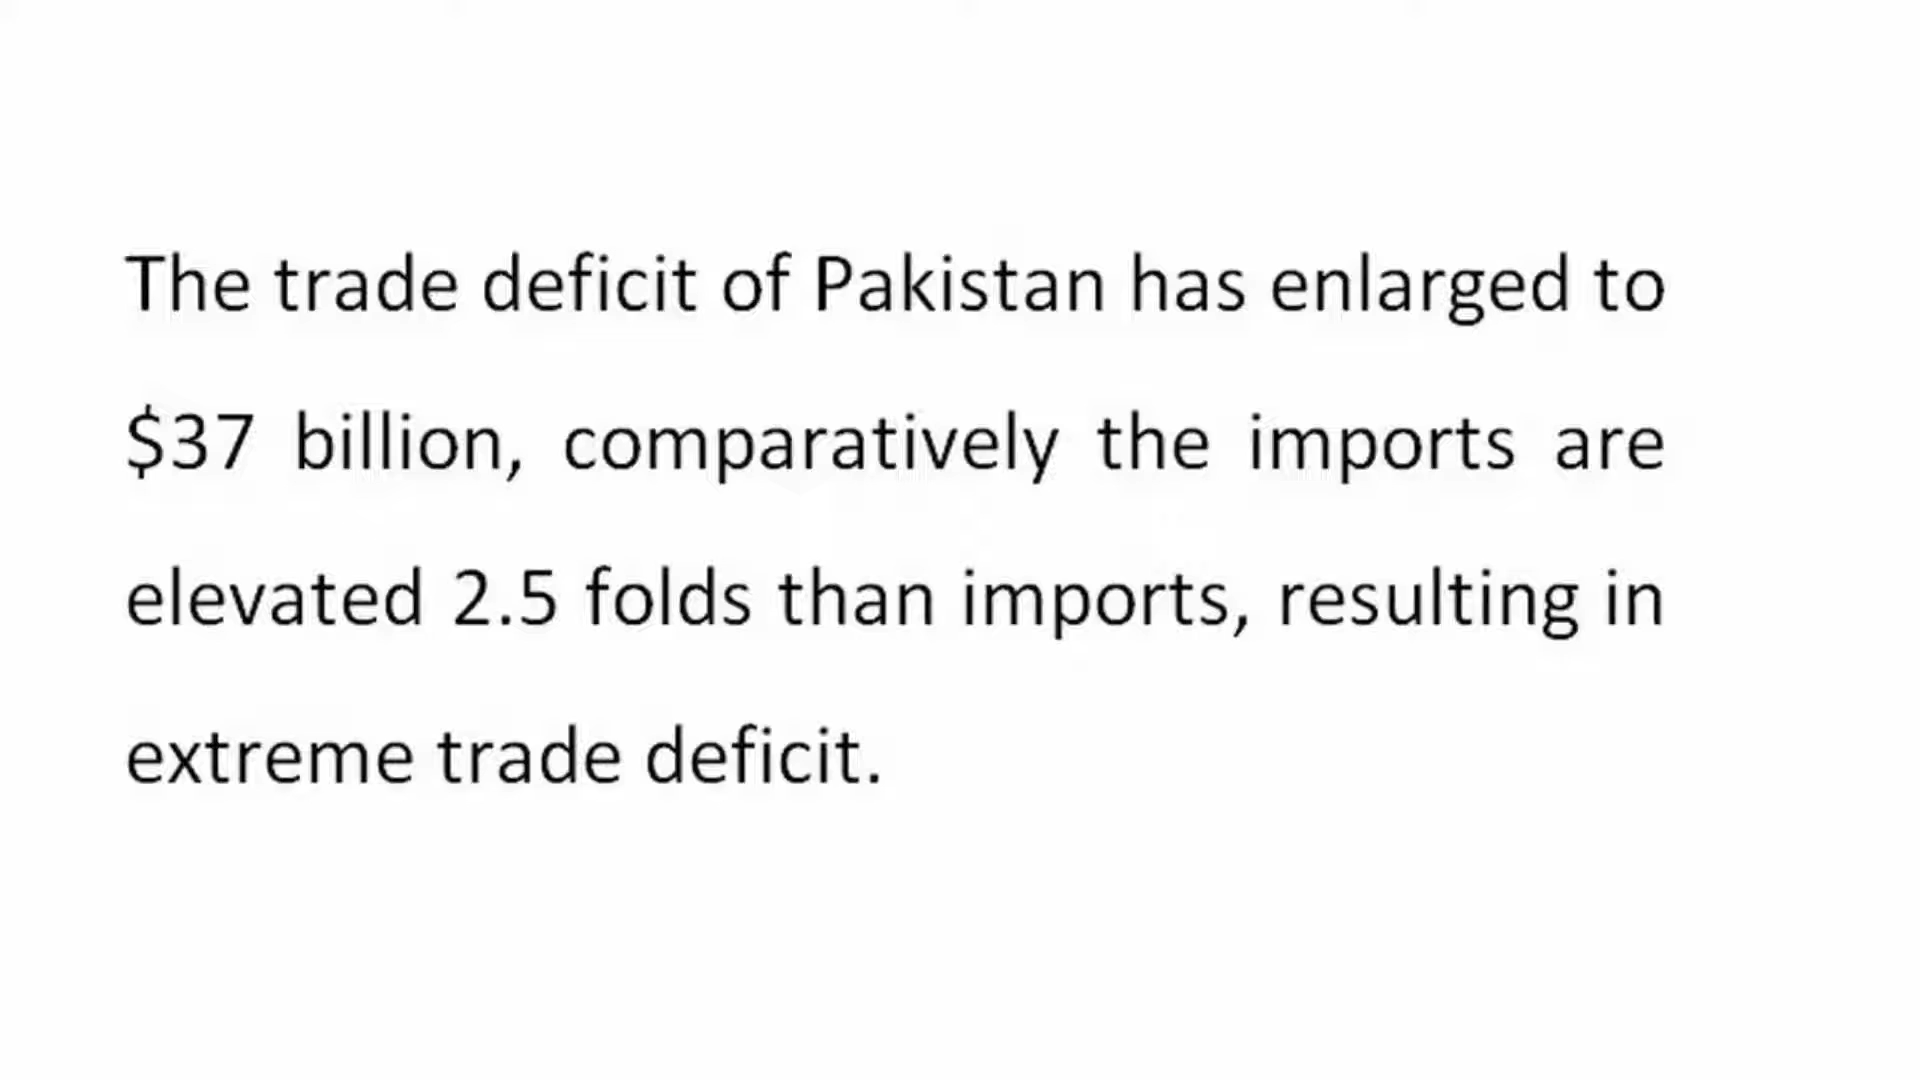 The trade deficit of Pakistan has enlarged to
$37 billion, comparatively the imports are
elevated 2.5 folds than imports, resulting in
extreme trade deficit.